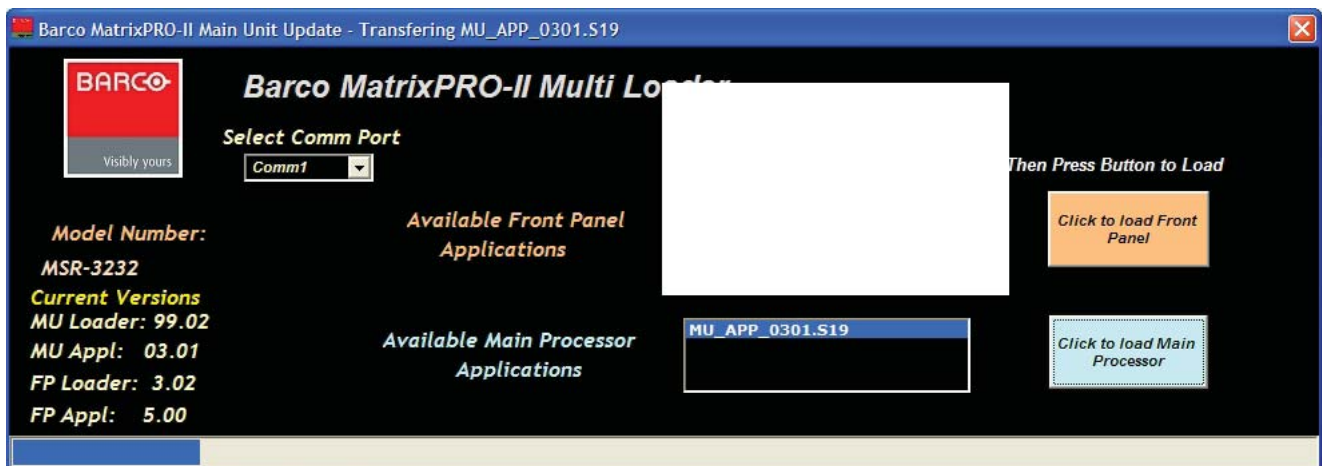 Barco MatrixPRO-II Main Unit Update - Transfering MU_APP_0301.S19
BARCO
Visibly yours
Barco MatrixPRO-II Multi
Select Comm Port
Comm1
Then Press Button to Load
Available Front Panel
Applications
Click to load Front
Panel
Model Number:
MSR-3232
Current Versions
MU Loader: 99.02
MU Appl: 03.01
FP Loader: 3.02
FP Appl: 5.00
Available Main Processor
Applications
MU_APP_0301.S19
Click to load Main
Processor